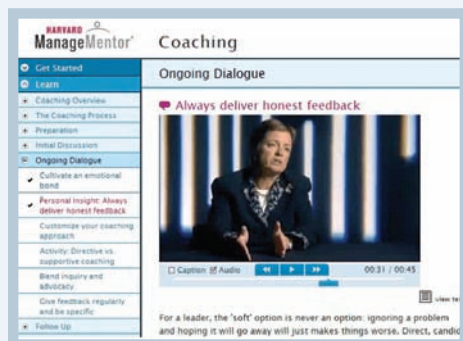 HARVARD
ManageMentor
Coaching
Get Started
Learn
Coaching Overview
The Coaching Process
Preparation
Initial Discussion
Ongoing Dialogue
Cultivate an emotional
bond
Personal Insight: Always
deliver honest feedback
Customize your coaching
approach
Activity: Directive vs.
supportive coaching
Blend inquiry and
advocacy
Give feedback regularly
and be specific
Follow Up
Ongoing Dialogue
Always deliver honest feedback
Caption Audio 00:31 / 00:45
view
For a leader, the 'soft' option is never an option: ignoring a problem
and hoping it will go away will just makes things worse. Direct,